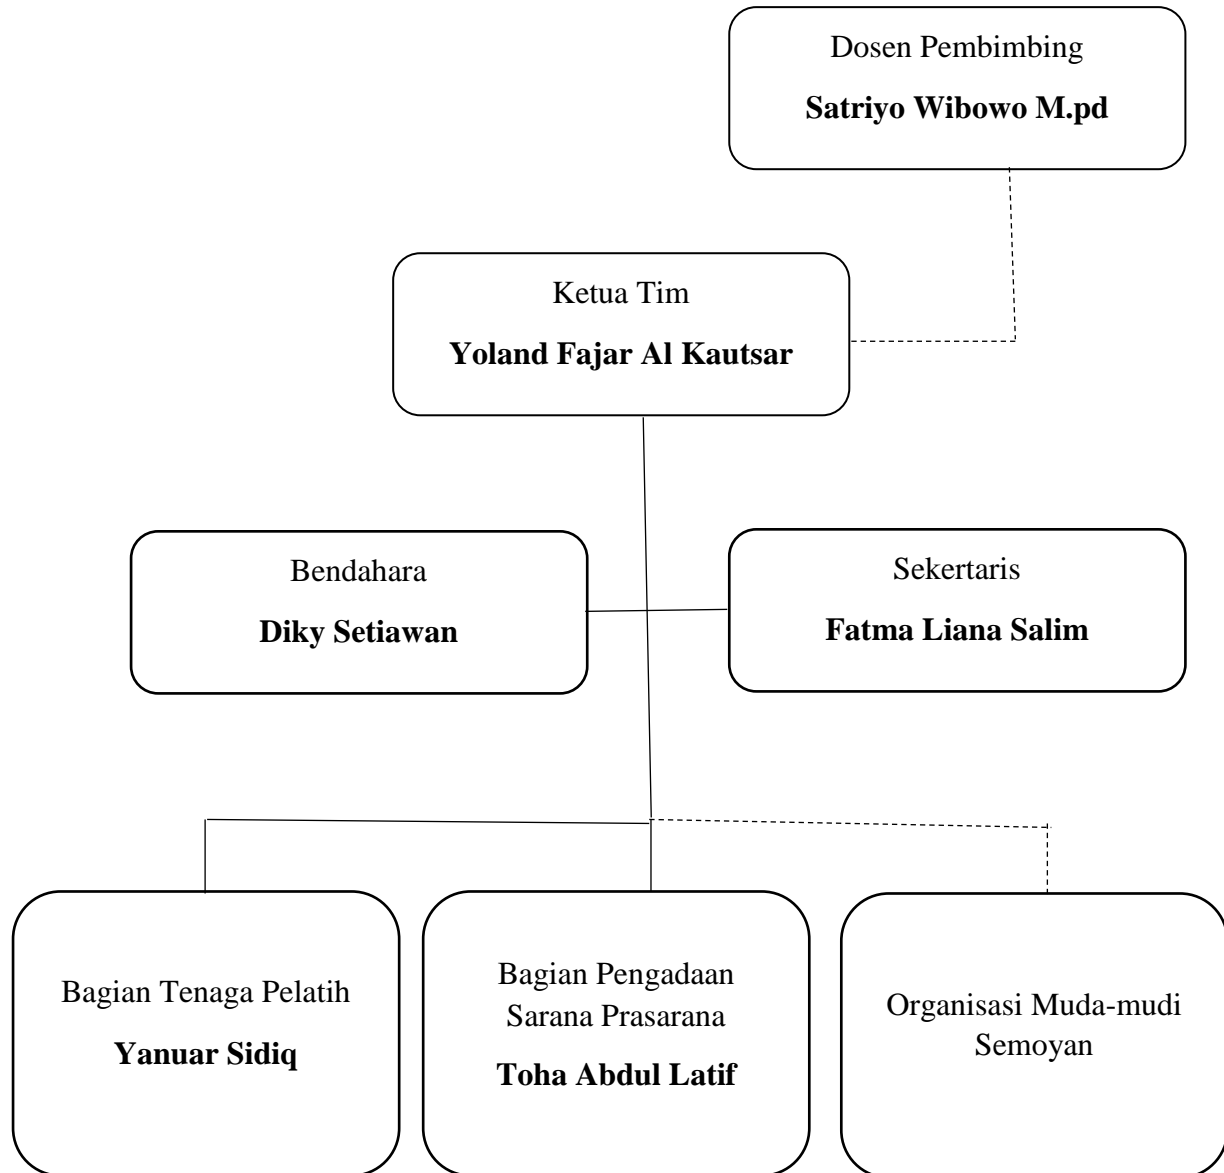 Dosen Pembimbing
Satriyo Wibowo M.pd
Ketua Tim
Yoland Fajar Al Kautsar
Bendahara
Diky Setiawan
Sekertaris
Fatma Liana Salim
Bagian Tenaga Pelatih
Yanuar Sidiq
Bagian Pengadaan
Sarana Prasarana
Toha Abdul Latif
Organisasi Muda-mudi
Semoyan